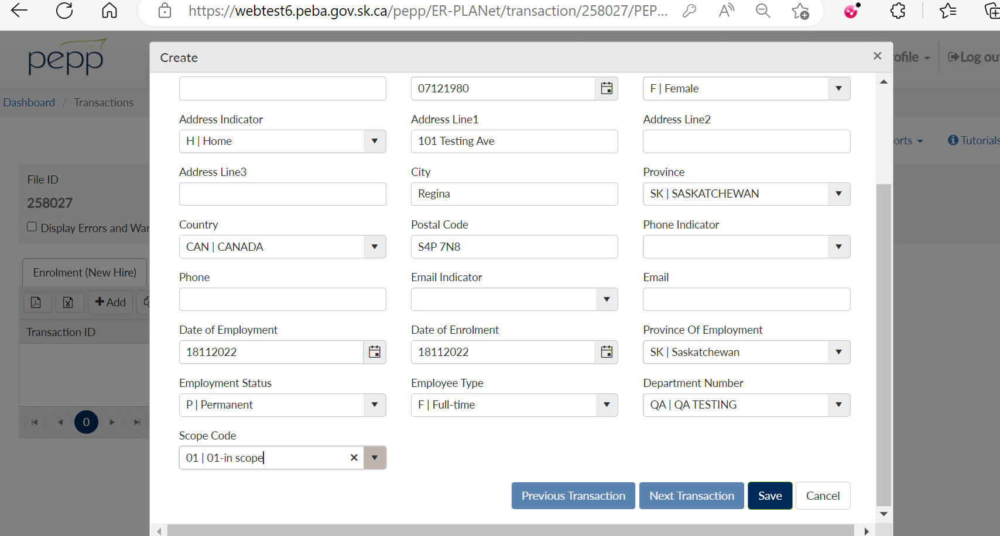 https://webtest6.peba.gov.sk.ca/pepp/ER-PLANet/transaction/258027/PEP...
pepp
Create
ofile
Log ou
Dashboard / Transactions
07121980
F | Female
Address Indicator
Address Line1
Address Line2
H | Home
101 Testing Ave
orts
Tutorials
Address Line3
City
Province
File ID
Regina
SK | SASKATCHEWAN
258027
Country
Postal Code
Phone Indicator
Display Errors and War
CAN | CANADA
S4P 7N8
Enrolment (New Hire)
Phone
Email Indicator
Email
Add
Transaction ID
Date of Employment
Date of Enrolment
Province Of Employment
18112022
18112022
SK | Saskatchewan
Employment Status
Employee Type
Department Number
P | Permanent
F | Full-time
QA | QA TESTING
0
Scope Code
01 | 01-in scope
Previous Transaction
Next Transaction
Save
Cancel